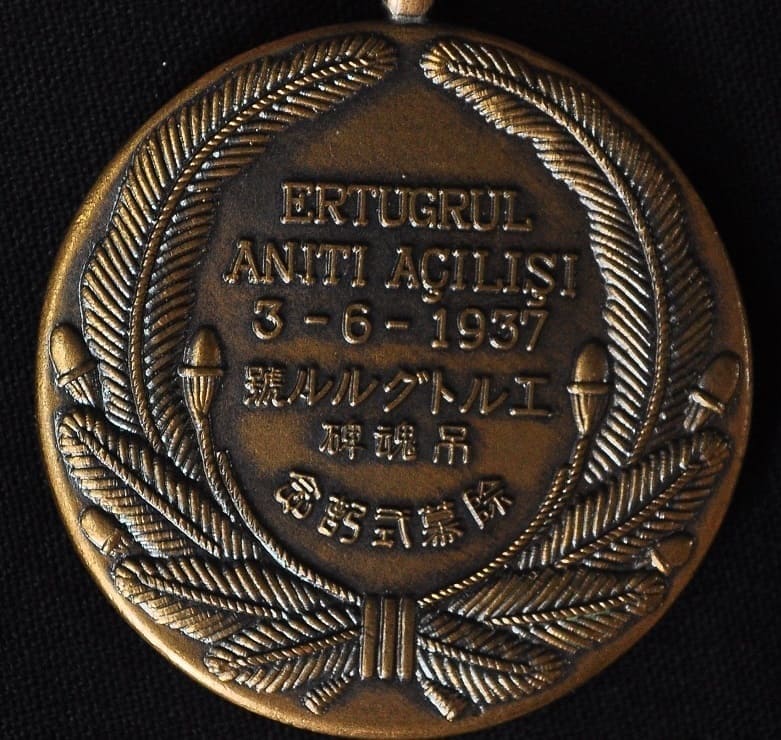 ERTUGRUL
ANITI AÇILIŞI
3-6-1937
エルトグルル號
吊魂碑
除幕式記念